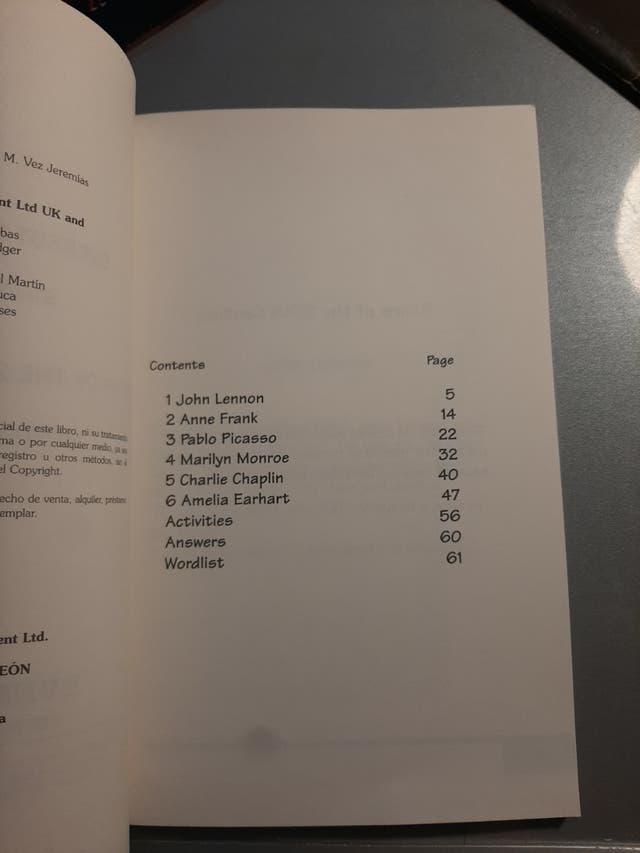 M. Vez Jeremías
nt Ltd UK and
bas
lger
l Martín
uca
ses
cial de este libro, ni su tratamiento
ma o por cualquier medio, ya sea
registro u otros métodos, sin el
el Copyright.
echo de venta, alquiler, préstamo
emplar.
ent Ltd.
EÓN
a
Contents Page
1 John Lennon 5
2 Anne Frank 14
3 Pablo Picasso 22
4 Marilyn Monroe 32
5 Charlie Chaplin 40
6 Amelia Earhart 47
Activities 56
Answers 60
Wordlist 61